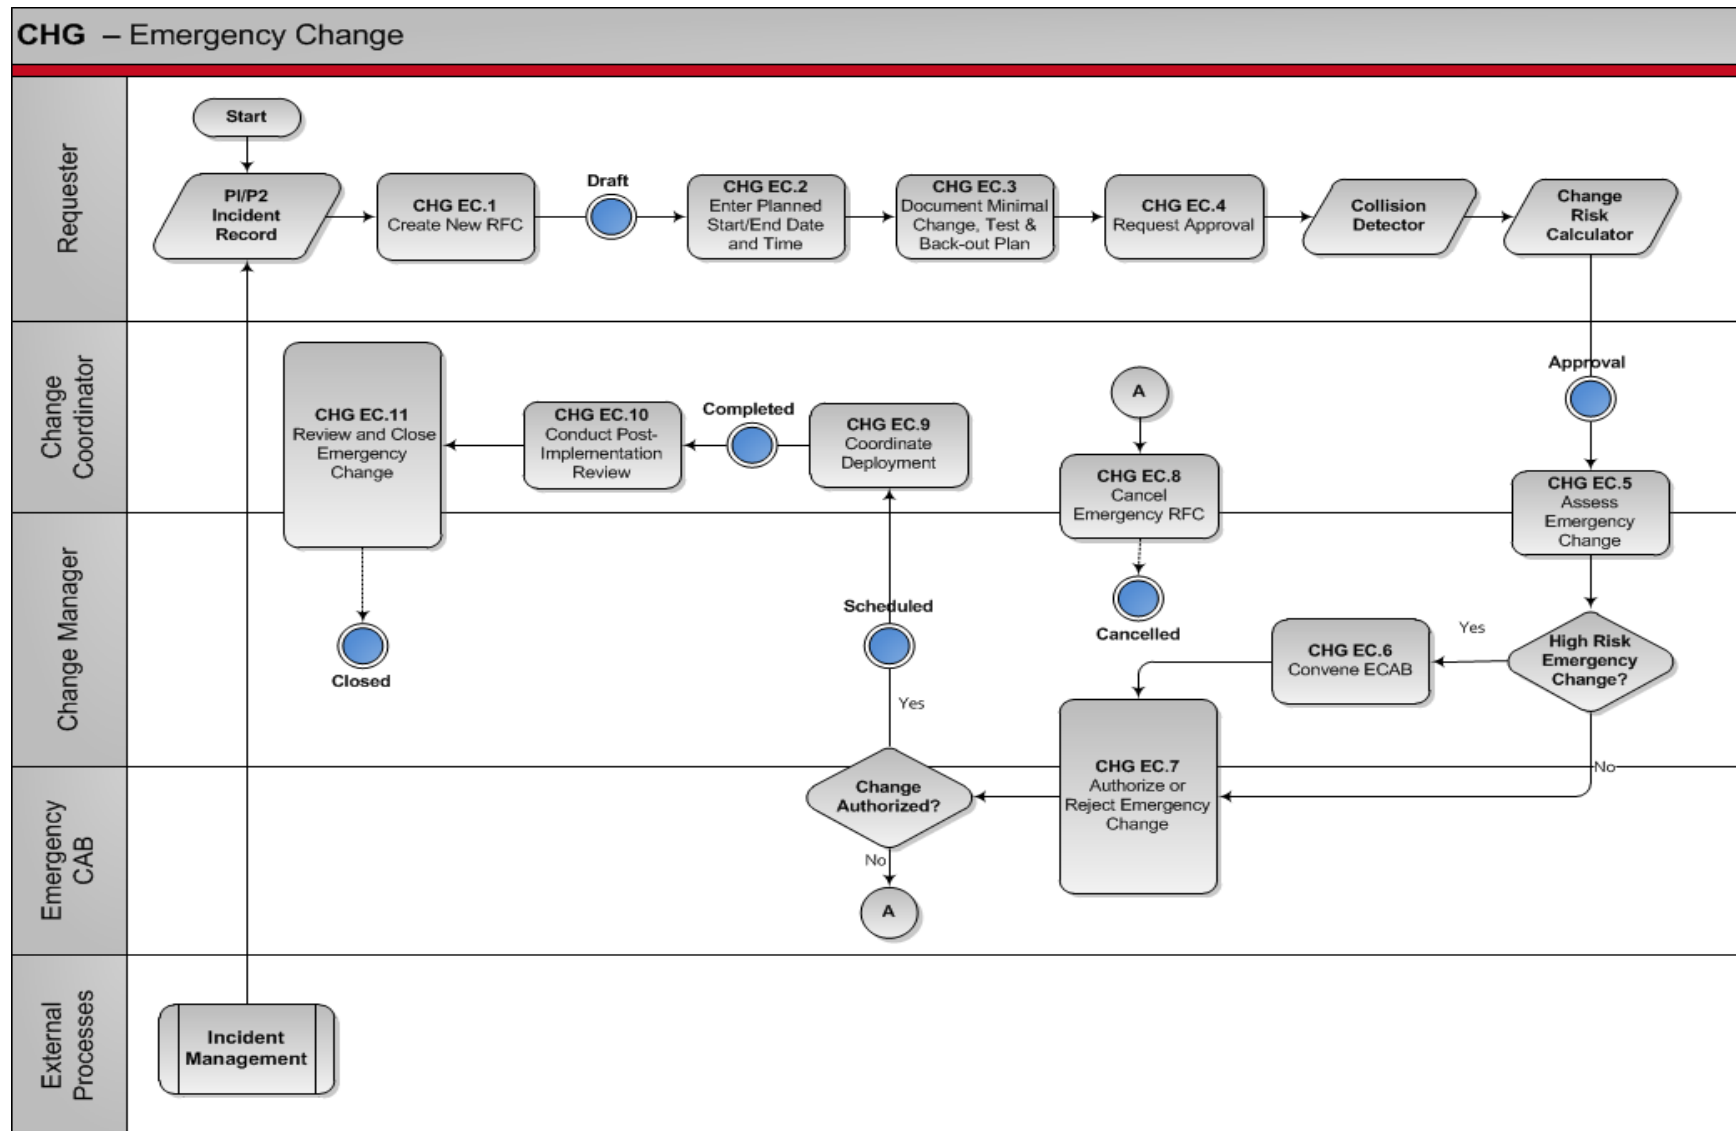 CHG – Emergency Change
Requester
Start
PI/P2
Incident
Record
CHG EC.1
Create New RFC
Draft
CHG EC.2
Enter Planned
Start/End Date
and Time
CHG EC.3
Document Minimal
Change, Test &
Back-out Plan
CHG EC.4
Request Approval
Collision
Detector
Change
Risk
Calculator
Change
Coordinator
CHG EC.11
Review and Close
Emergency
Change
CHG EC.10
Conduct Post-
Implementation
Review
Completed
CHG EC.9
Coordinate
Deployment
A
CHG EC.8
Cancel
Emergency RFC
Approval
CHG EC.5
Assess
Emergency
Change
Change Manager
Closed
Scheduled
Yes
Cancelled
CHG EC.6
Convene ECAB
Yes
High Risk
Emergency
Change?
No
Emergency
CAB
Change
Authorized?
No
A
CHG EC.7
Authorize or
Reject Emergency
Change
External
Processes
Incident
Management